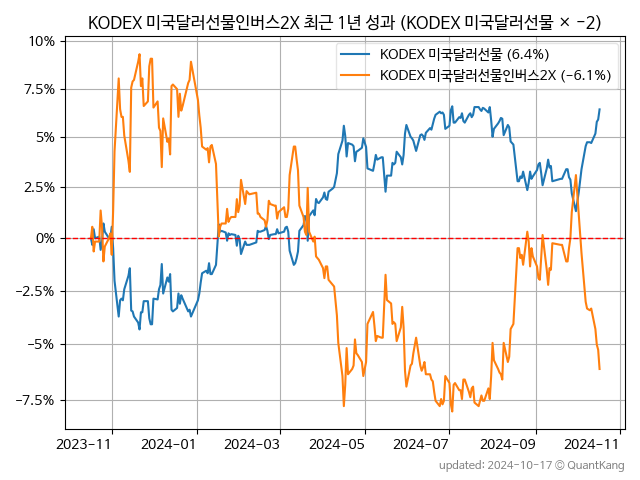 KODEX 미국달러선물인버스2X 최근 1년 성과 (KODEX 미국달러선물 × −2)
KODEX 미국달러선물 (6.4%)
KODEX 미국달러선물인버스2X (−6.1%)
10%
7.5%
5%
2.5%
0%
−2.5%
−5%
−7.5%
2023-11 2024-01 2024-03 2024-05 2024-07 2024-09 2024-11
updated: 2024-10-17 © QuantKang